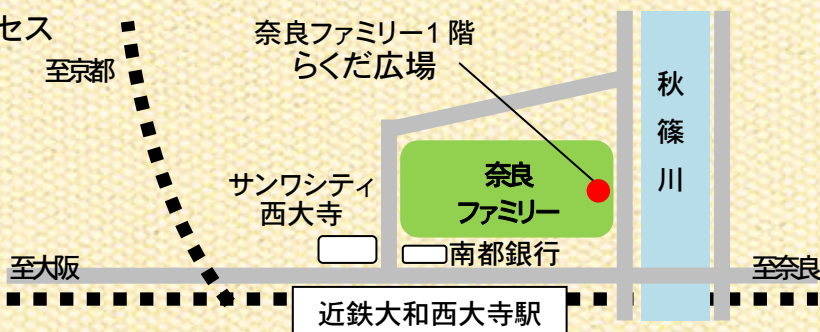 セス
奈良ファミリー1階
らくだ広場
至京都
秋篠川
奈良
ファミリー
サンワシティ
西大寺
南都銀行
至大阪
至奈良
近鉄大和西大寺駅